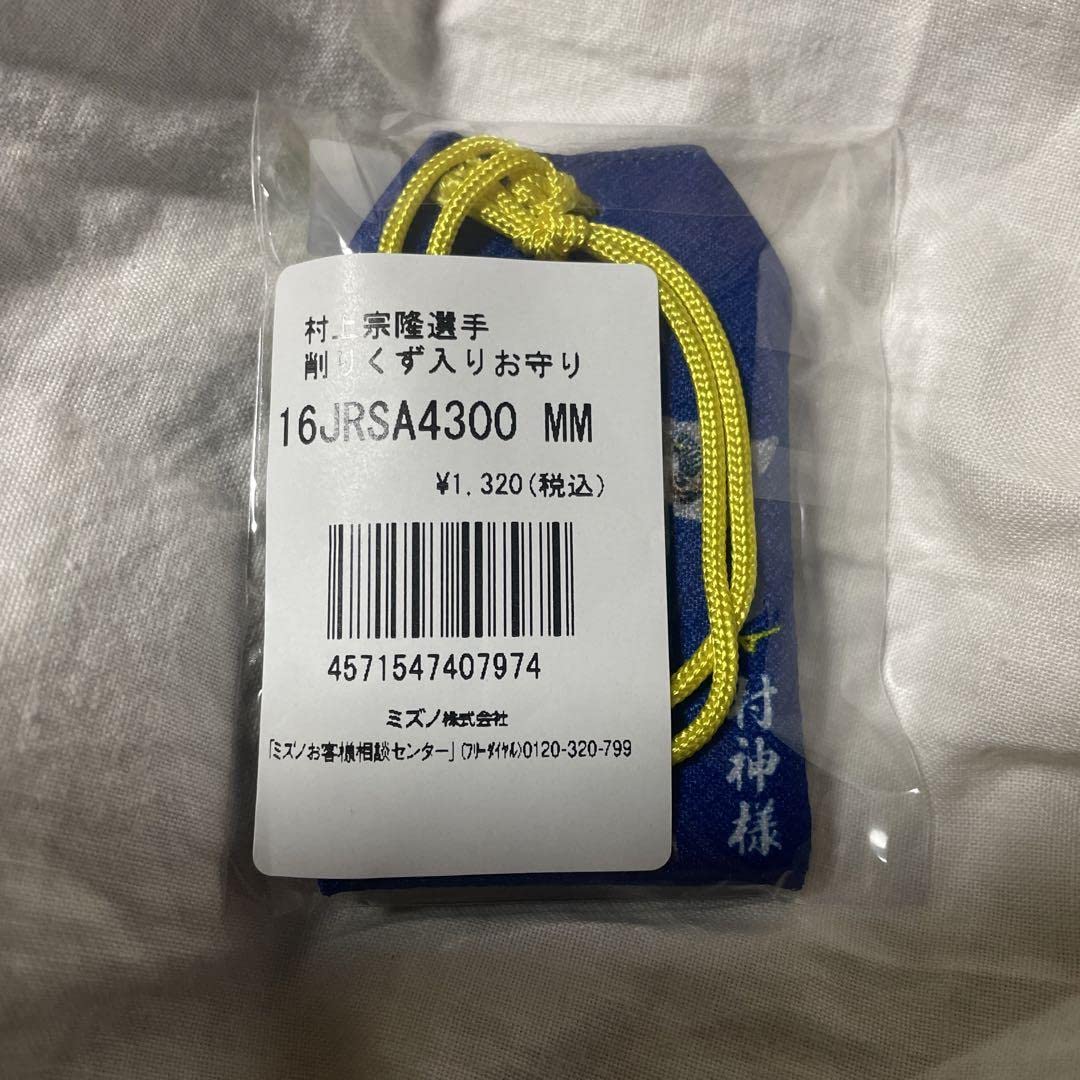 村上宗隆選手
削りくず入りお守り
16JRSA4300 MM
¥1,320(税込)
4571547407974
ミズノ株式会社
「ミズノお客様相談センター」(フリーダイヤル)0120-320-799
村神様